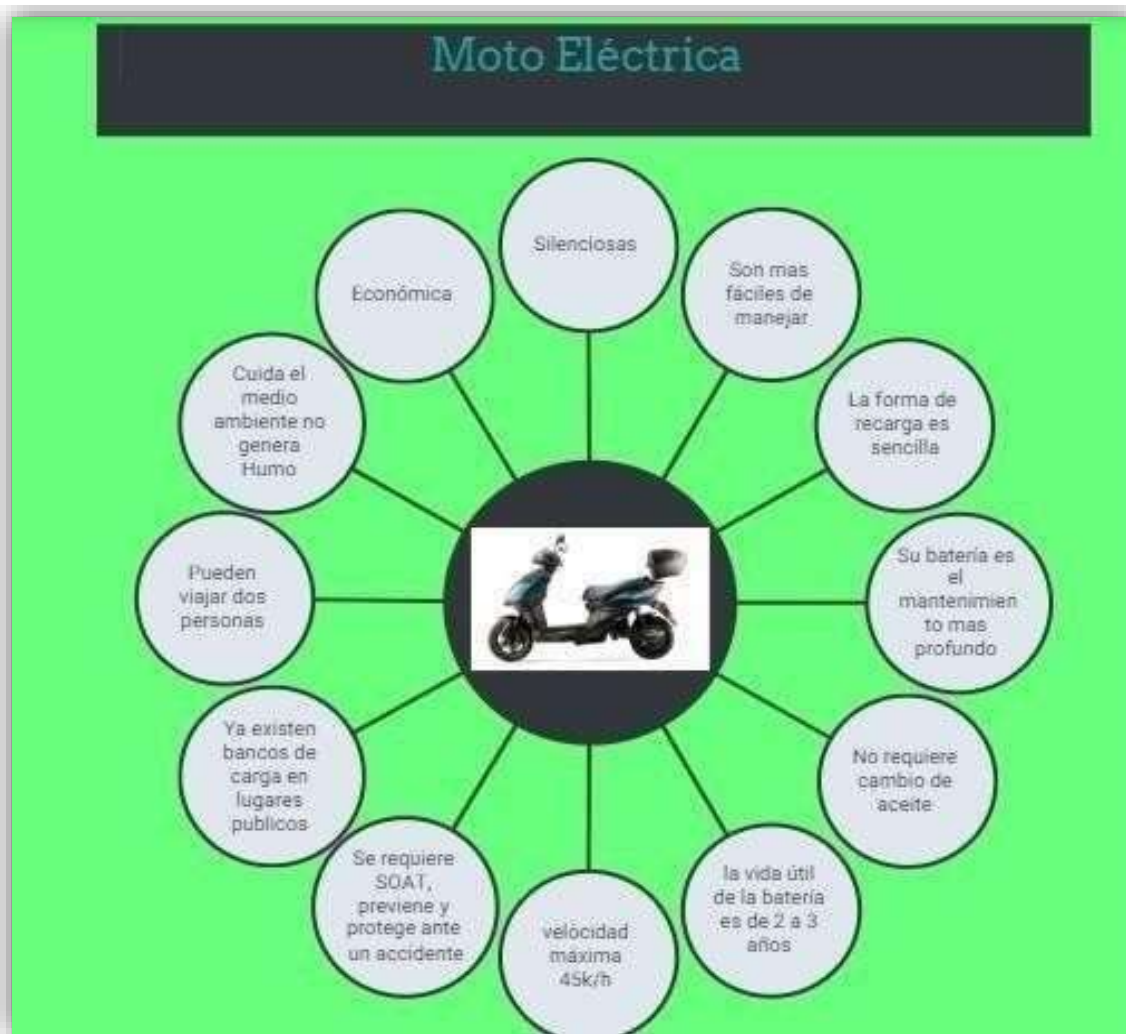 Moto Eléctrica
Silenciosas
Son mas
fáciles de
manejar
La forma de
recarga es
sencilla
Su batería es
el
mantenimien
to mas
profundo
No requiere
cambio de
aceite
la vida útil
de la batería
es de 2 a 3
años
velocidad
máxima
45k/h
Se requiere
SOAT,
previene y
protege ante
un accidente
Ya existen
bancos de
carga en
lugares
publicos
Pueden
viajar dos
personas
Cuida el
medio
ambiente no
genera
Humo
Económica